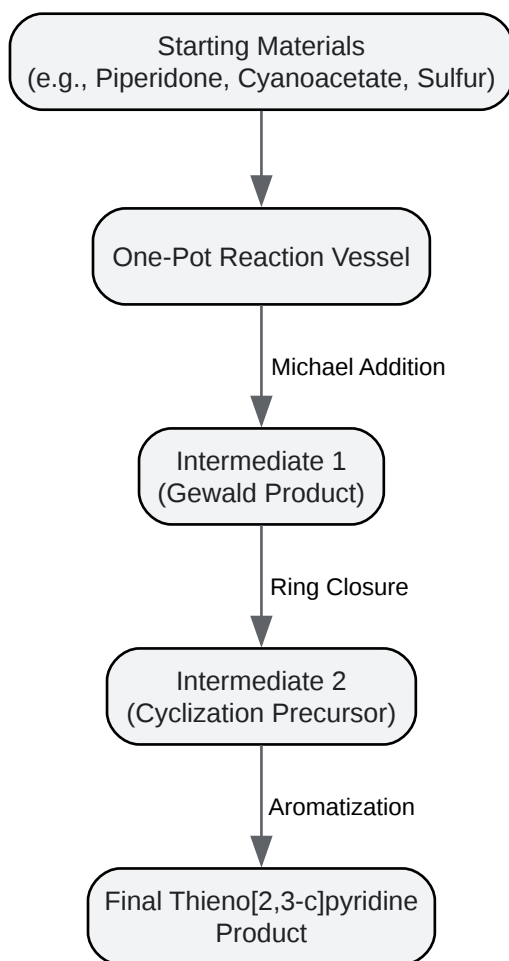 Starting Materials
(e.g., Piperidone, Cyanoacetate, Sulfur)
One-Pot Reaction Vessel
Michael Addition
Intermediate 1
(Gewald Product)
Ring Closure
Intermediate 2
(Cyclization Precursor)
Aromatization
Final Thieno[2,3-c]pyridine
Product